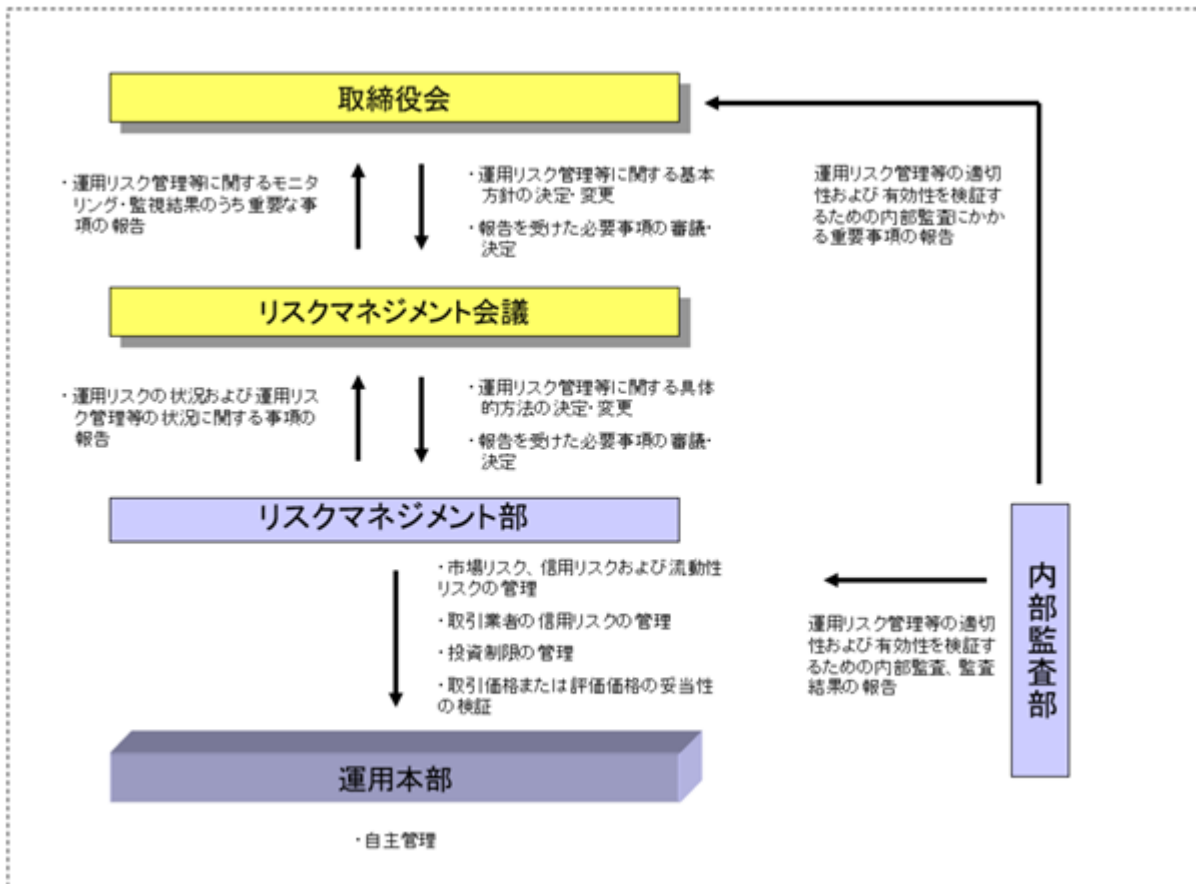 取締役会
・運用リスク管理等に関するモニタ
リング・監視結果のうち重要な事
項の報告
・運用リスク管理等に関する基本
方針の決定・変更
・報告を受けた必要事項の審議・
決定
運用リスク管理等の適切
性および有効性を検証す
るための内部監査にかか
る重要事項の報告
リスクマネジメント会議
・運用リスクの状況および運用リス
ク管理等の状況に関する事項の
報告
・運用リスク管理等に関する具体
的方法の決定・変更
・報告を受けた必要事項の審議・
決定
リスクマネジメント部
・市場リスク、信用リスクおよび流動性
リスクの管理
・取引業者の信用リスクの管理
・投資制限の管理
・取引価格または評価価格の妥当性
の検証
運用リスク管理等の適切
性および有効性を検証す
るための内部監査、監査
結果の報告
内部監査部
運用本部
・自主管理